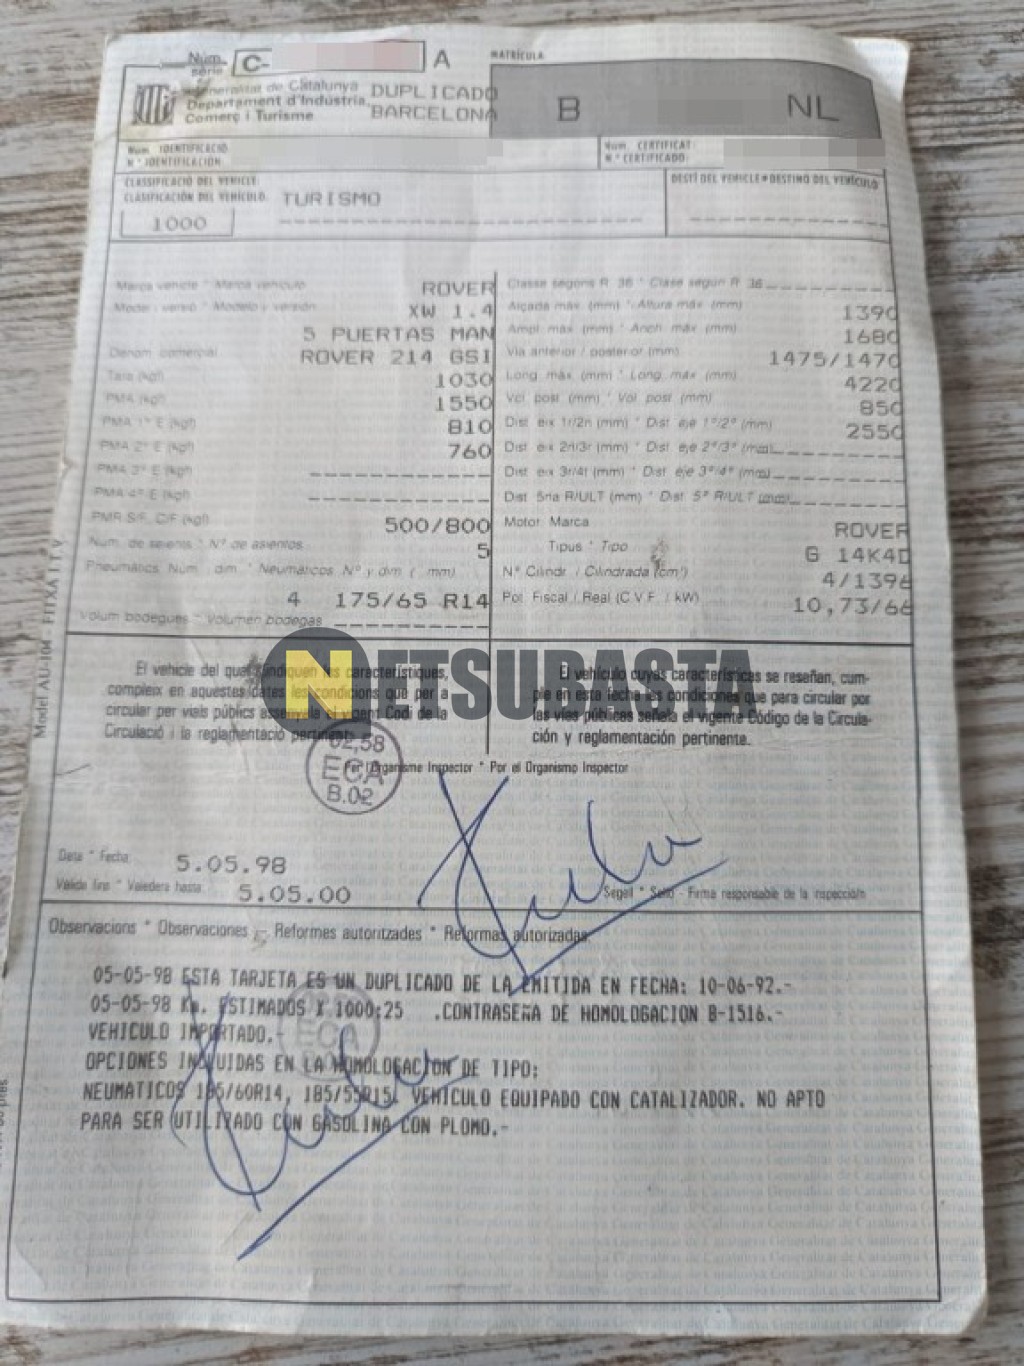 Núm. sèrie C- A MATRÍCULA
Generalitat de Catalunya
Departament d'Indústria,
Comerç i Turisme
DUPLICADO
BARCELONA
B NL
Núm. IDENTIFICACIÓ
N.º IDENTIFICACIÓN
Núm. CERTIFICAT
N.º CERTIFICADO
CLASSIFICACIÓ DEL VEHICLE
CLASIFICACIÓN DEL VEHÍCULO TURISMO
1000
DESTÍ DEL VEHICLE * DESTINO DEL VEHÍCULO
Marca vehicle * Marca vehículo ROVER
Model / versió * Modelo y versión XW 1.4
5 PUERTAS MAN
Denom comercial ROVER 214 GSI
Tara (kgf) 1030
PMA (kgf) 1550
PMA 1r E (kgf) 810
PMA 2º E (kgf) 760
PMA 3º E (kgf)
PMA 4º E (kgf)
PMR S/F. C/F (kgf) 500/800
Núm. de seients * Nº de asientos 5
Pneumàtics Núm. dim * Neumáticos Nº y dim ( mm)
4 175/65 R14
Volum bodegues * Volumen bodegas
Classe segons R. 36 * Clase según R. 36
Alçada màx (mm) * Altura máx (mm) 1390
Ampl màx (mm) * Anch máx (mm) 1680
Via anterior / posterior (mm) 1475/1470
Long màx (mm) * Long máx (mm) 4220
Vol post (mm) * Vol post (mm) 850
Dist eix 1r/2n (mm) * Dist eje 1º/2º (mm) 2550
Dist eix 2n/3r (mm) * Dist eje 2º/3º (mm)
Dist eix 3r/4t (mm) * Dist eje 3º/4º (mm)
Dist 5na R/ULT (mm) * Dist 5ª R/ULT (mm)
Motor Marca ROVER
Tipus * Tipo G 14K4D
Nº Cilindr / Cilindrada (cm³) 4/1396
Pot Fiscal / Real (C.V.F. / kW) 10,73/66
Model AU-104 - FITXA I.T.V.
El vehicle del qual s'indiquen les característiques,
compleix en aquestes dates les condicions que per a
circular per vials públics assenyala el vigent Codi de la
Circulació i la reglamentació pertinent.
El vehículo cuyas características se reseñan, cum-
ple en esta fecha las condiciones que para circular por
las vías públicas señala el vigente Código de la Circula-
ción y reglamentación pertinente.
NETSUBASTA
ECA
B.02
Per l'Organisme Inspector * Por el Organismo Inspector
Data * Fecha 5.05.98
Vàlida fins * Valedera hasta 5.05.00
Segell * Sello - Firma responsable de la inspección
Observacions * Observaciones - Reformes autoritzades * Reformas autorizadas
05-05-98 ESTA TARJETA ES UN DUPLICADO DE LA EMITIDA EN FECHA: 10-06-92.-
05-05-98 Km. ESTIMADOS X 1000:25 .CONTRASEÑA DE HOMOLOGACION B-1516.-
VEHICULO IMPORTADO.-
ECA
OPCIONES INCLUIDAS EN LA HOMOLOGACION DE TIPO:
NEUMATICOS 185/60R14, 185/55R15. VEHICULO EQUIPADO CON CATALIZADOR. NO APTO
PARA SER UTILIZADO CON GASOLINA CON PLOMO.-